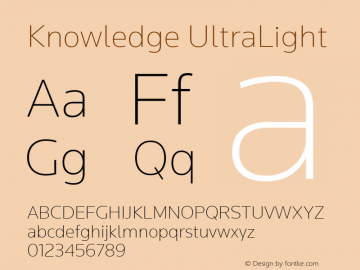 Knowledge UltraLight
Aa Ff a
Gg Qq
ABCDEFGHIJKLMNOPQRSTUVWXYZ
abcdefghijklmnopqrstuvwxyz
0123456789
© Design by fontke.com